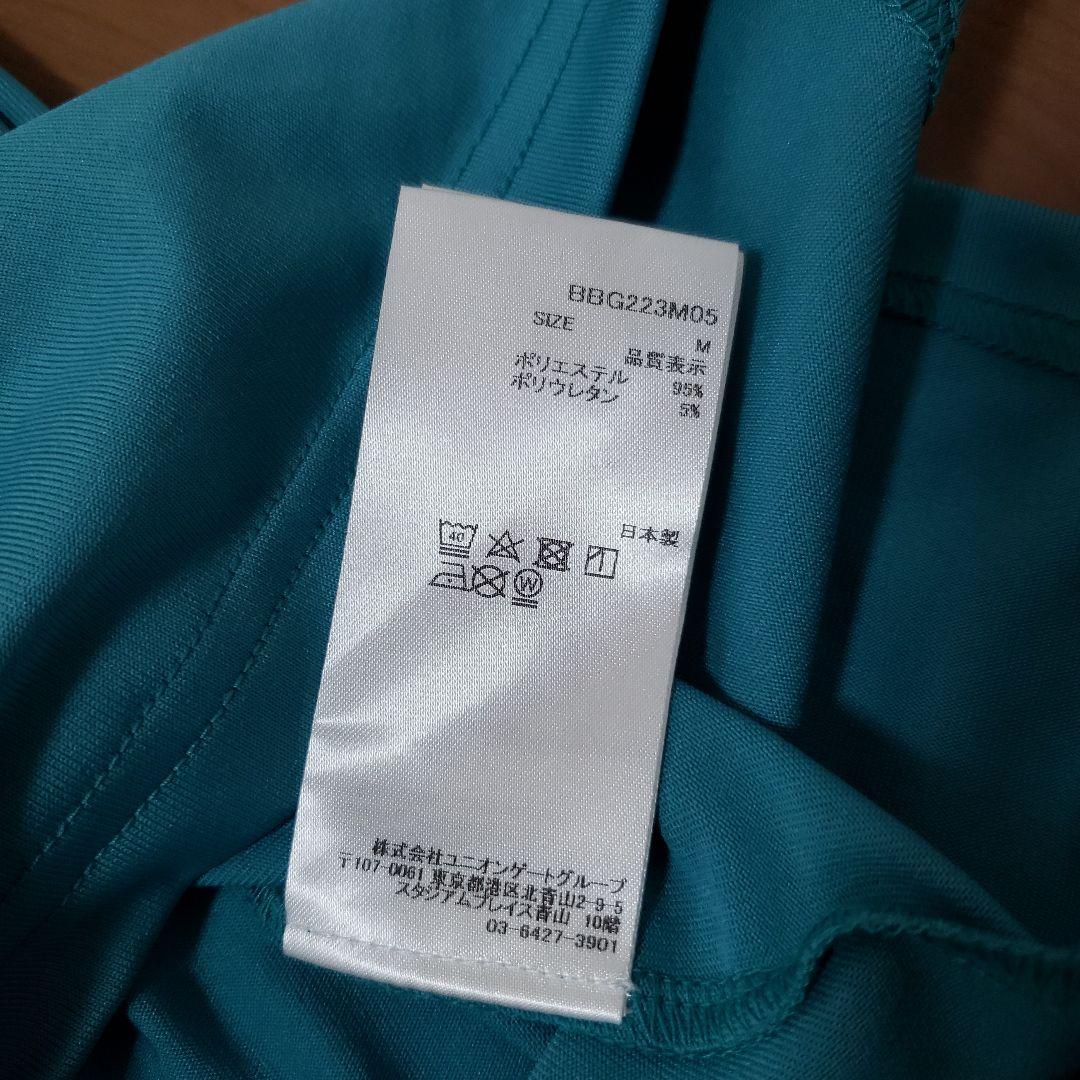 BBG223M05
SIZE M
品質表示
ポリエステル 95%
ポリウレタン 5%
日本製
40
W
株式会社ユニオンゲートグループ
〒107-0061 東京都港区北青山2-9-5
スタジアムプレイス青山 10階
03-6427-3901